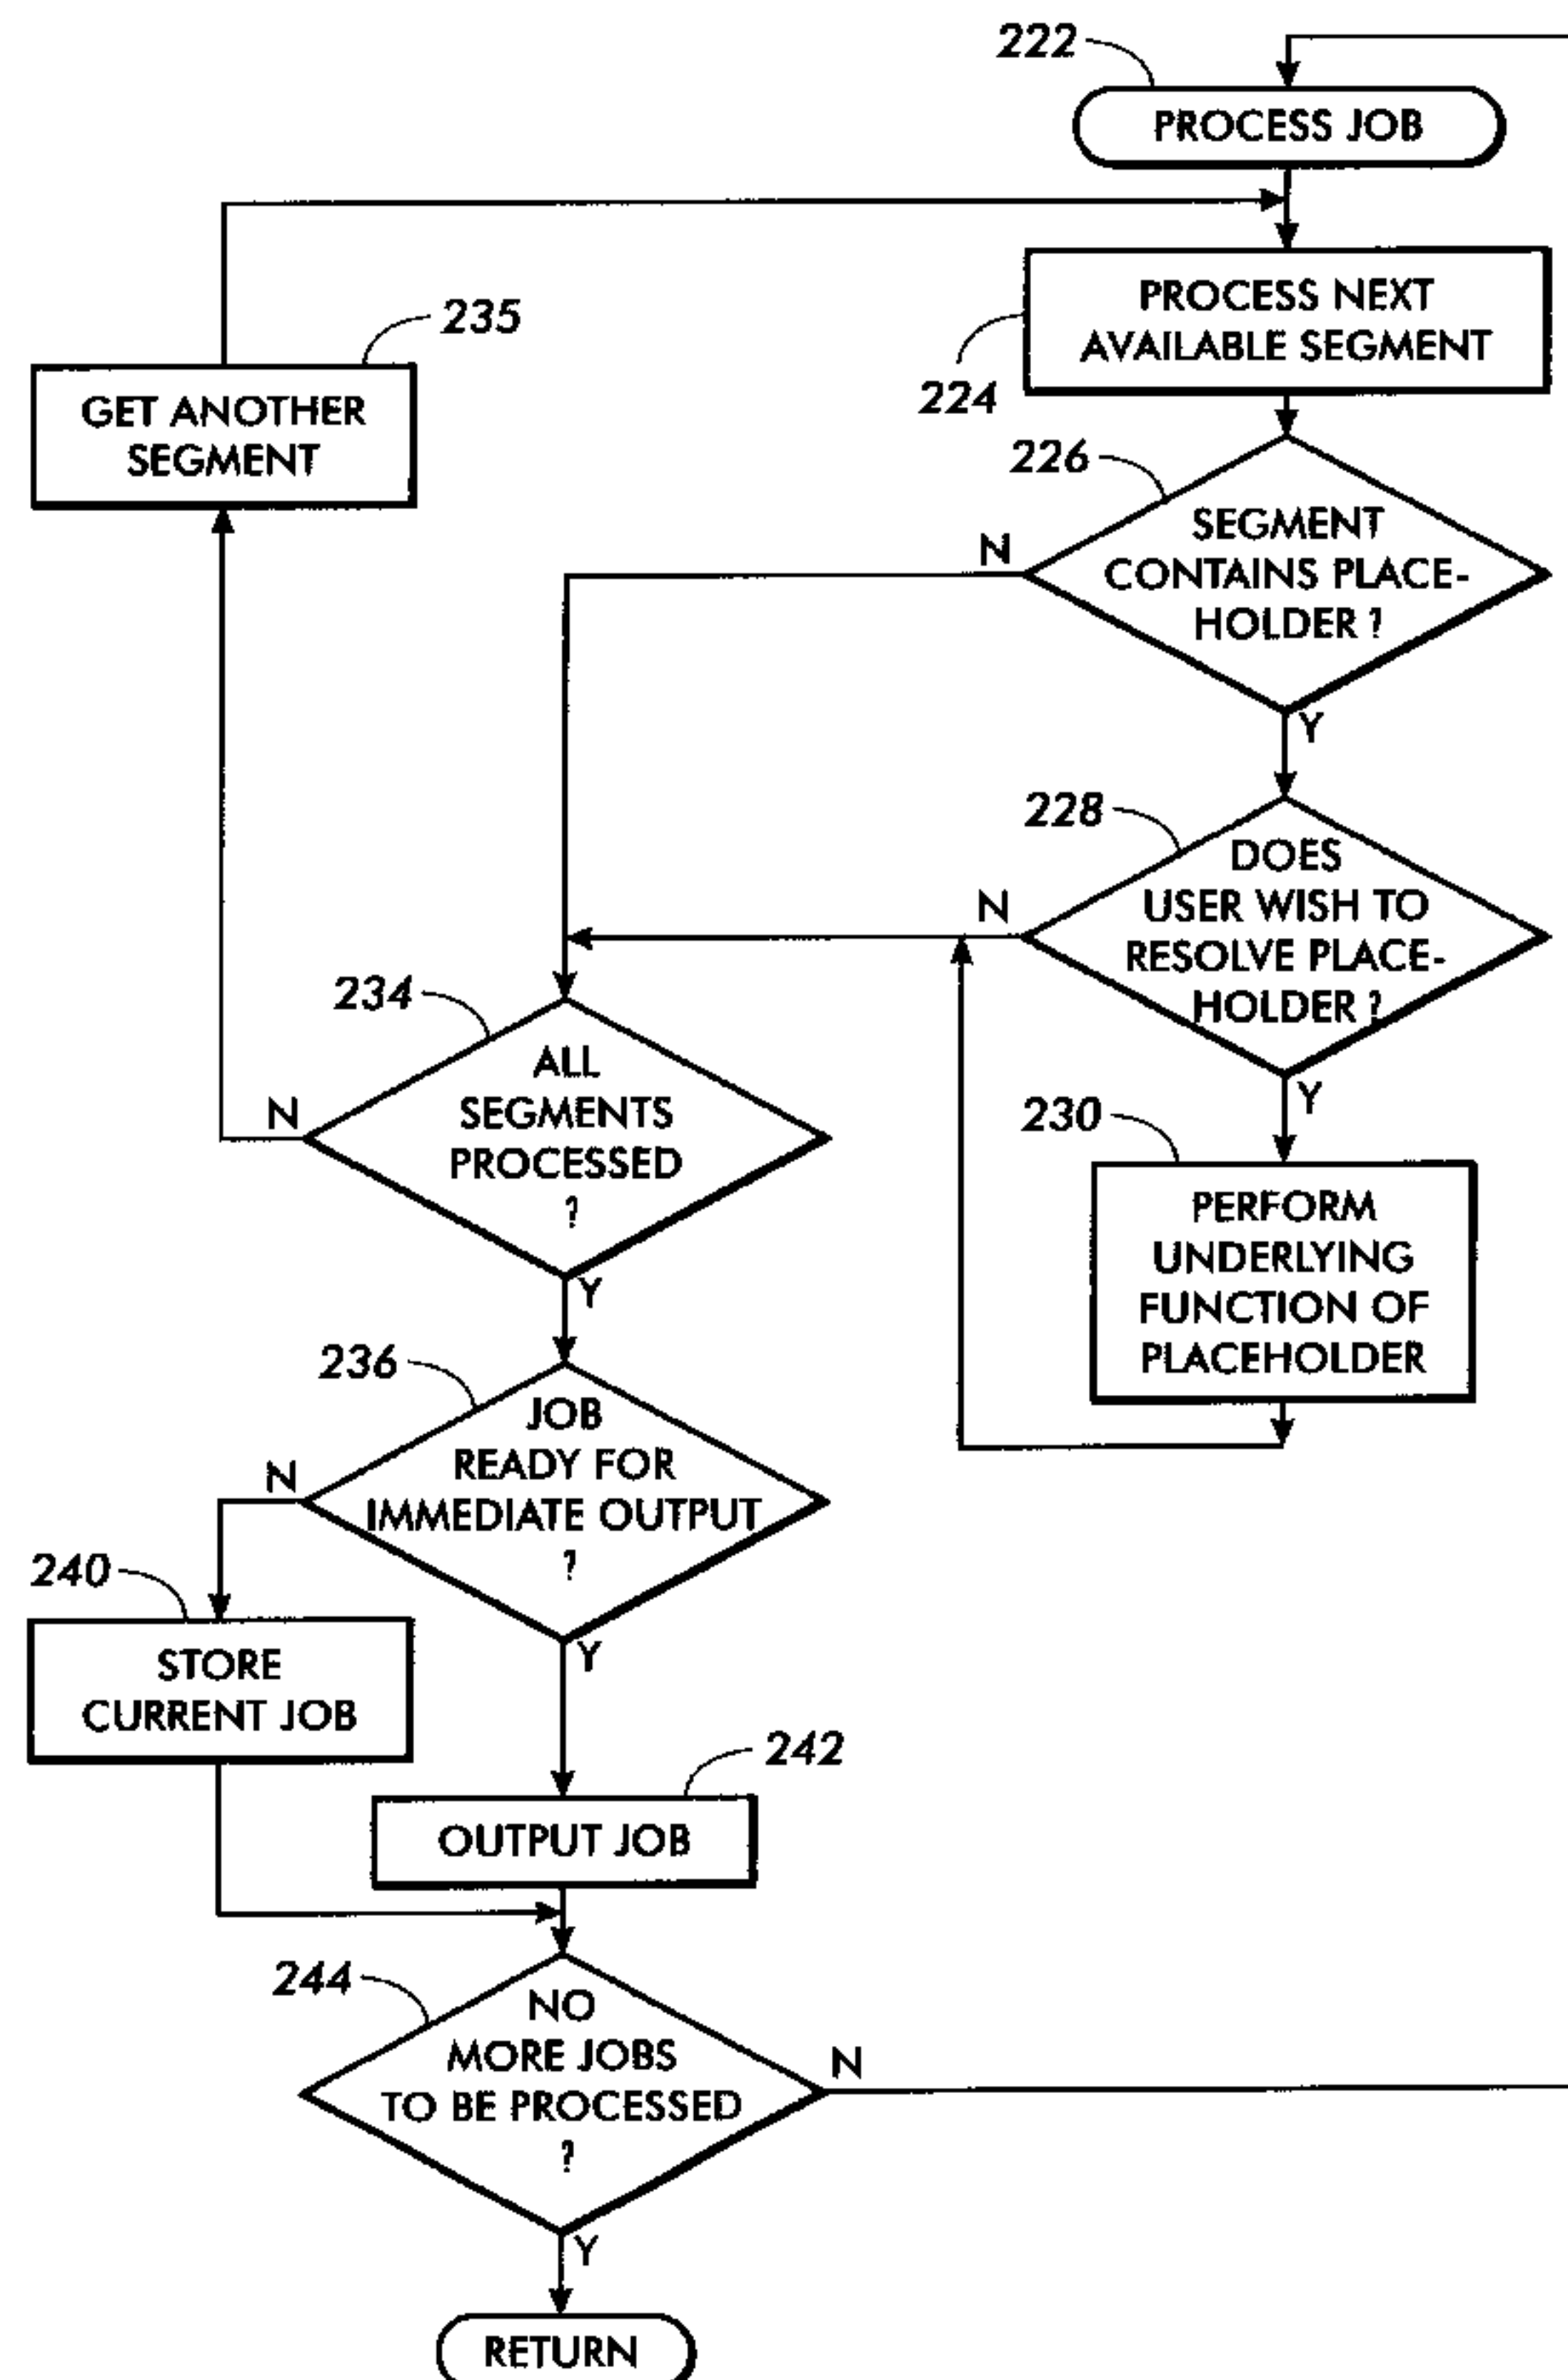 222
PROCESS JOB
PROCESS NEXT
AVAILABLE SEGMENT
224
235
GET ANOTHER
SEGMENT
226
SEGMENT
CONTAINS PLACE-
HOLDER ?
N
Y
228
DOES
USER WISH TO
RESOLVE PLACE-
HOLDER ?
N
Y
230
PERFORM
UNDERLYING
FUNCTION OF
PLACEHOLDER
234
ALL
SEGMENTS
PROCESSED
?
N
Y
236
JOB
READY FOR
IMMEDIATE OUTPUT
?
N
Y
240
STORE
CURRENT JOB
242
OUTPUT JOB
244
NO
MORE JOBS
TO BE PROCESSED
?
N
Y
RETURN